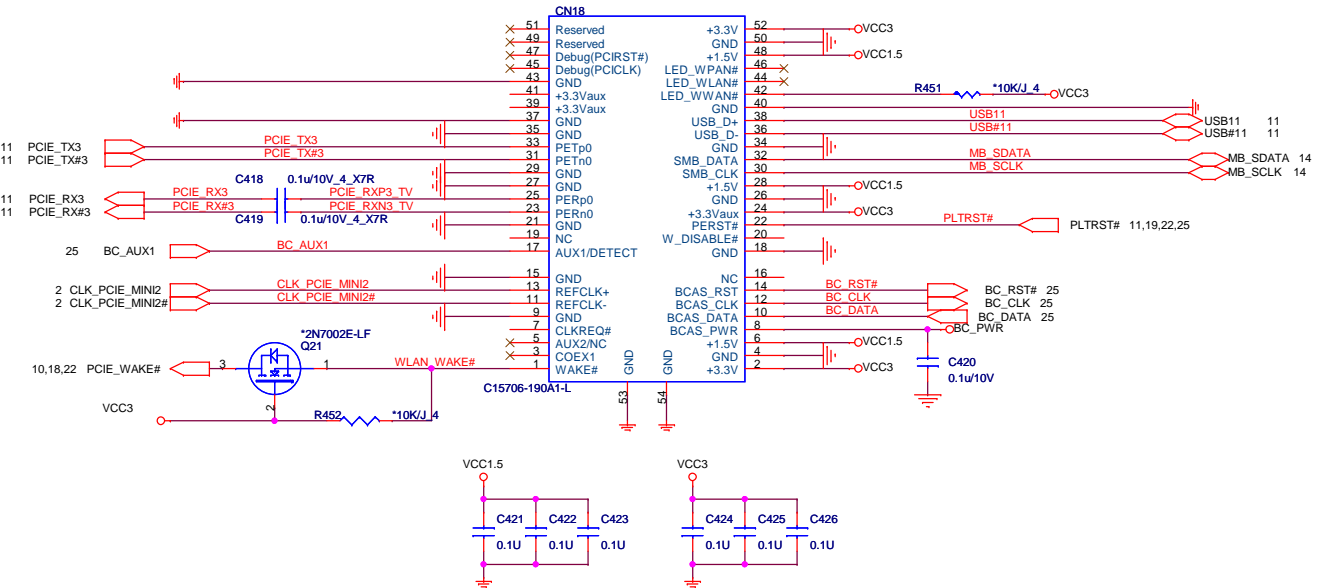 CN18
51 Reserved +3.3V 52 VCC3
49 Reserved GND 50
47 Debug(PCIRST#) +1.5V 48 VCC1.5
45 Debug(PCICLK) LED_WPAN# 46
43 GND LED_WLAN# 44
41 +3.3Vaux LED_WWAN# 42 R451 *10K/J_4 VCC3
39 +3.3Vaux GND 40
37 GND USB_D+ 38 USB11 USB11 11
35 GND USB_D- 36 USB#11 USB#11 11
11 PCIE_TX3 PCIE_TX3 33 PETp0 GND 34
11 PCIE_TX#3 PCIE_TX#3 31 PETn0 SMB_DATA 32 MB_SDATA MB_SDATA 14
29 GND SMB_CLK 30 MB_SCLK MB_SCLK 14
C418 0.1u/10V_4_X7R
27 GND +1.5V 28 VCC1.5
11 PCIE_RX3 PCIE_RX3 PCIE_RXP3_TV 25 PERp0 GND 26
11 PCIE_RX#3 PCIE_RX#3 PCIE_RXN3_TV 23 PERn0 +3.3Vaux 24 VCC3
C419 0.1u/10V_4_X7R
21 GND PERST# 22 PLTRST# PLTRST# 11,19,22,25
19 NC W_DISABLE# 20
25 BC_AUX1 BC_AUX1 17 AUX1/DETECT GND 18
15 GND NC 16
2 CLK_PCIE_MINI2 CLK_PCIE_MINI2 13 REFCLK+ BCAS_RST 14 BC_RST# BC_RST# 25
2 CLK_PCIE_MINI2# CLK_PCIE_MINI2# 11 REFCLK- BCAS_CLK 12 BC_CLK BC_CLK 25
9 GND BCAS_DATA 10 BC_DATA BC_DATA 25
7 CLKREQ# BCAS_PWR 8 BC_PWR
*2N7002E-LF
Q21
5 AUX2/NC +1.5V 6 VCC1.5
3 COEX1 GND 4
10,18,22 PCIE_WAKE# 3 1 WLAN_WAKE# 1 WAKE# +3.3V 2 VCC3
GND GND
C420
0.1u/10V
C15706-190A1-L
2
53 54
VCC3
R452 *10K/J_4
VCC1.5 VCC3
C421 C422 C423 C424 C425 C426
0.1U 0.1U 0.1U 0.1U 0.1U 0.1U